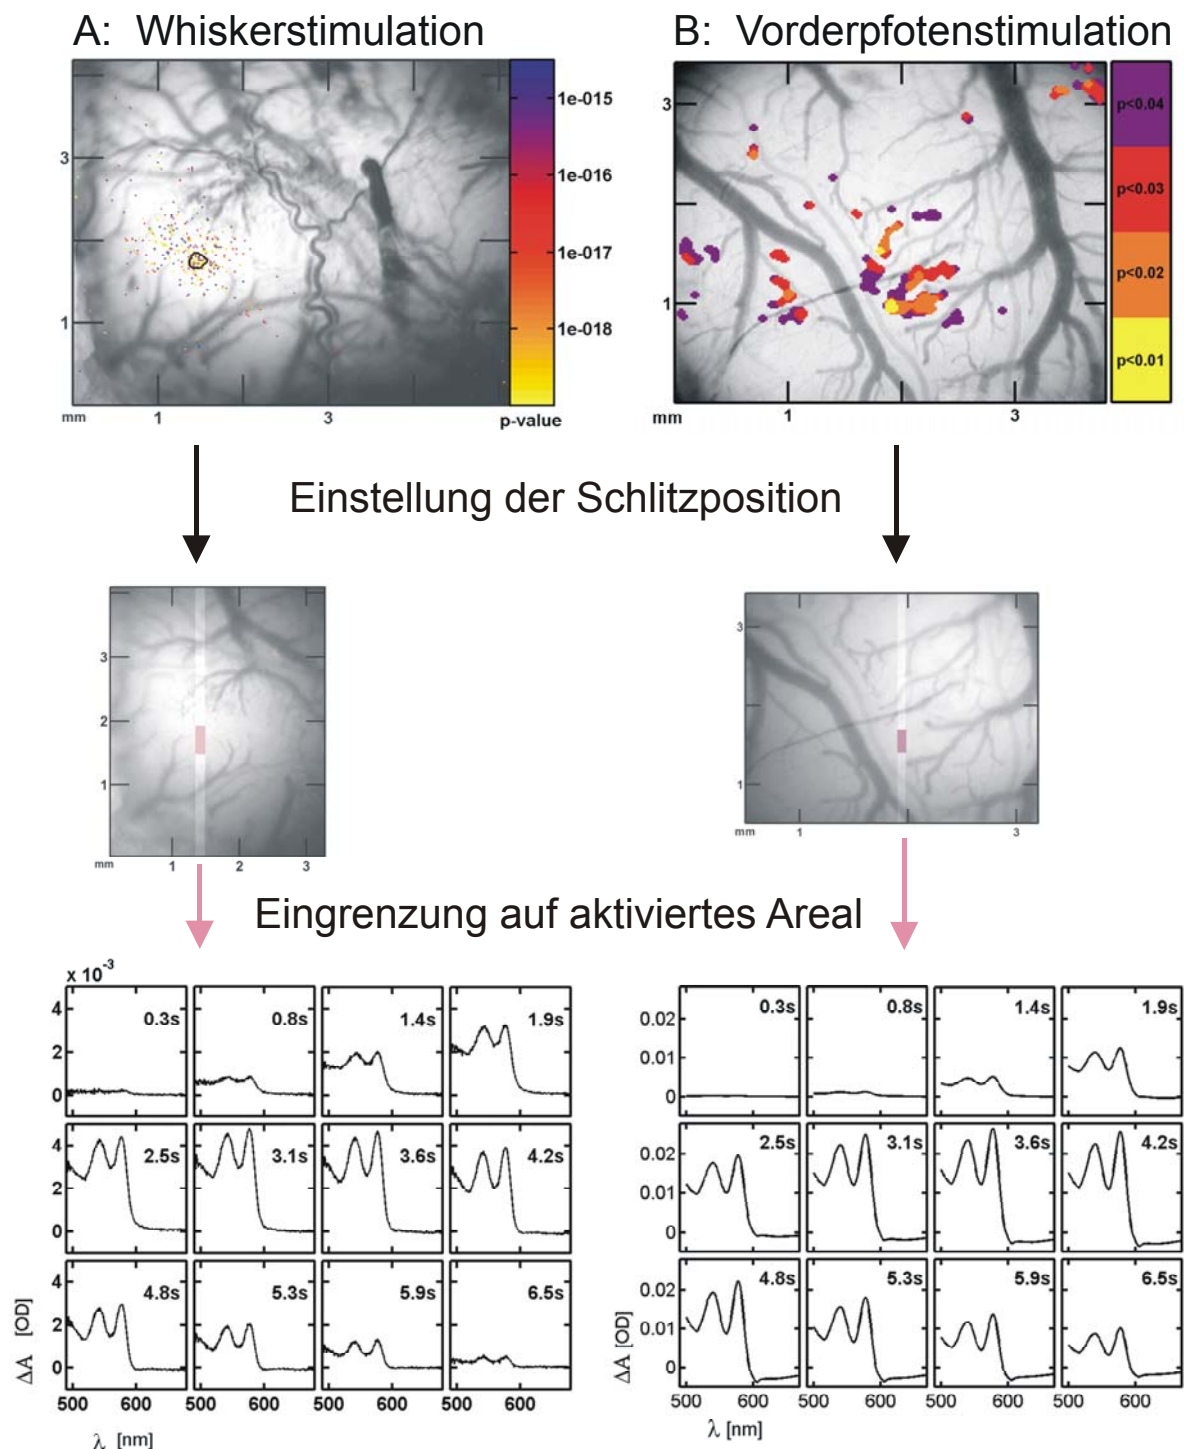 A: Whiskerstimulation
B: Vorderpfotenstimulation
3
1
mm
1
3
p-value
1e-015
1e-016
1e-017
1e-018
3
1
mm
1
3
p<0.04
p<0.03
p<0.02
p<0.01
Einstellung der Schlitzposition
3
2
1
mm
1
2
3
3
1
mm
1
3
Eingrenzung auf aktiviertes Areal
x 10⁻³
4
2
0
0.3s
0.8s
1.4s
1.9s
4
2
0
2.5s
3.1s
3.6s
4.2s
4
2
0
4.8s
5.3s
5.9s
6.5s
ΔA [OD]
500 600 500 600 500 600 500 600
λ [nm]
0.02
0.01
0
0.3s
0.8s
1.4s
1.9s
0.02
0.01
0
2.5s
3.1s
3.6s
4.2s
0.02
0.01
0
4.8s
5.3s
5.9s
6.5s
ΔA [OD]
500 600 500 600 500 600 500 600
λ [nm]